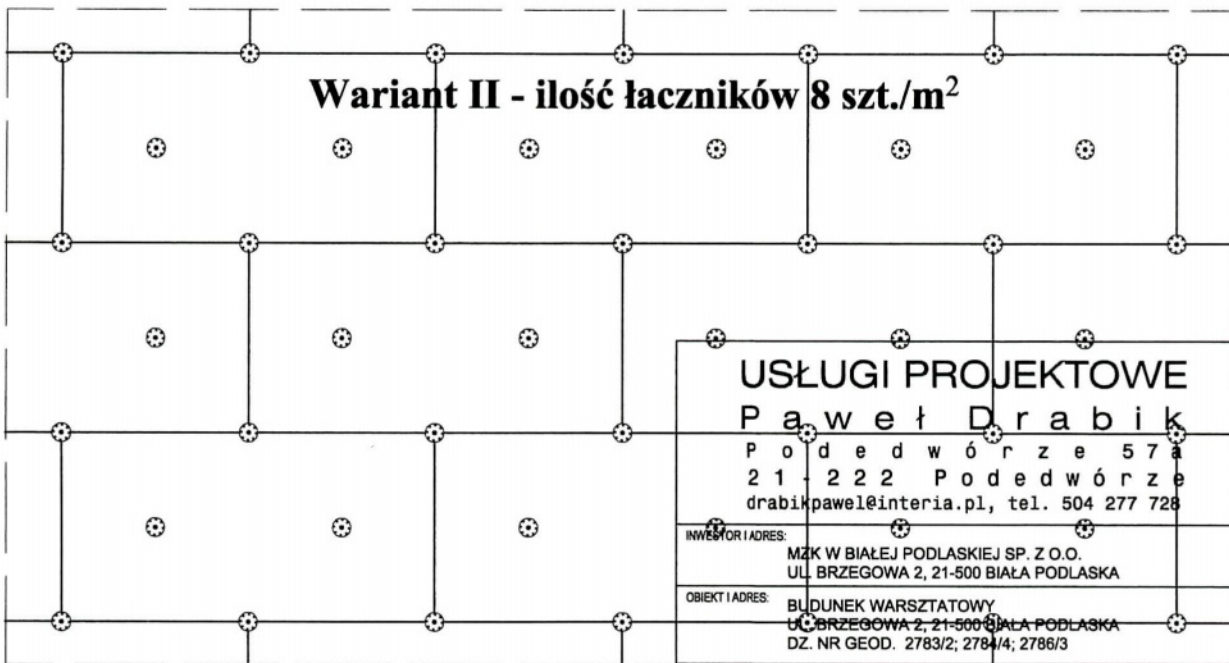 Wariant II - ilość łaczników 8 szt./m²
USŁUGI PROJEKTOWE
Paweł Drabik
Podedwórze 57a
21-222 Podedwórze
drabikpawel@interia.pl, tel. 504 277 728
INWESTOR I ADRES:
MZK W BIAŁEJ PODLASKIEJ SP. Z O.O.
UL. BRZEGOWA 2, 21-500 BIAŁA PODLASKA
OBIEKT I ADRES:
BUDUNEK WARSZTATOWY
UL. BRZEGOWA 2, 21-500 BIAŁA PODLASKA
DZ. NR GEOD. 2783/2; 2784/4; 2786/3